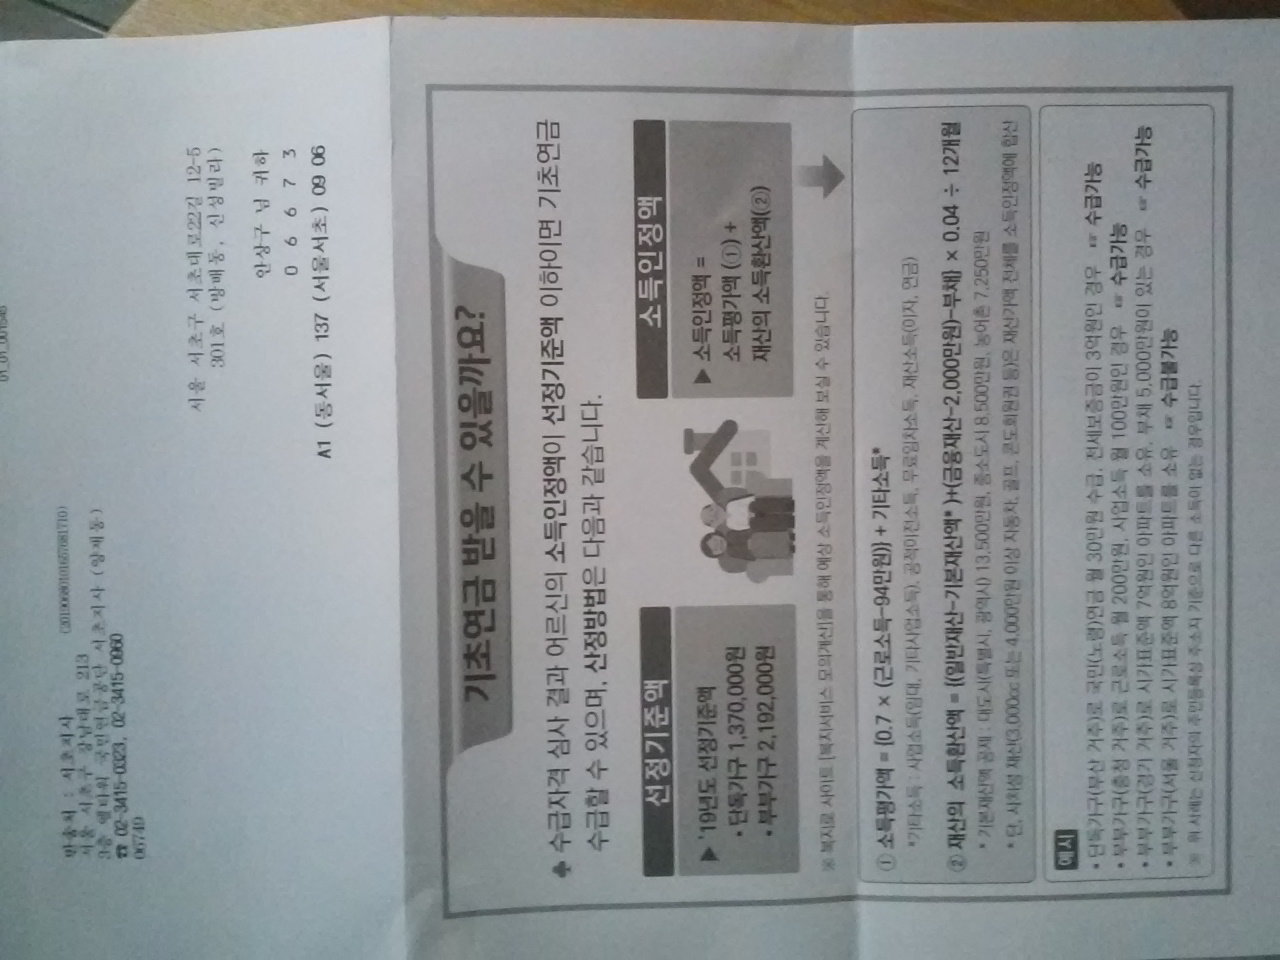 반송처 : 서초지사 (2019060101657081710)
서울 서초구 강남대로 213
3층 엘타워 국민연금공단 서초지사 (양재동)
☎ 02-3415-0323, 02-3415-0960
06749
서울 서초구 서초대로22길 12-5
301호 (방배동, 신성빌라)
안상구 님 귀하
0 6 6 7 3
A1 (동서울) 137 (서울서초) 09 06
기초연금 받을 수 있을까요?
♣ 수급자격 심사 결과 어르신의 소득인정액이 선정기준액 이하이면 기초연금
수급할 수 있으며, 산정방법은 다음과 같습니다.
선정기준액
▶ '19년도 선정기준액
• 단독가구 1,370,000원
• 부부가구 2,192,000원
소득인정액
▶ 소득인정액 =
소득평가액 (①) +
재산의 소득환산액(②)
※ 복지로 사이트 [복지서비스 모의계산]을 통해 예상 소득인정액을 계산해 보실 수 있습니다.
① 소득평가액 = {0.7 × (근로소득-94만원)} + 기타소득*
*기타소득 : 사업소득(임대, 기타사업소득), 공적이전소득, 무료임차소득, 재산소득(이자, 연금)
② 재산의 소득환산액 = [{(일반재산-기본재산액* )+(금융재산-2,000만원)-부채} × 0.04 ÷ 12개월
* 기본재산액 공제 : 대도시(특별시, 광역시) 13,500만원, 중소도시 8,500만원, 농어촌 7,250만원
* 단, 사치성 재산(3,000cc 또는 4,000만원 이상 자동차, 골프, 콘도회원권 등)은 재산가액 전체를 소득인정액에 합산
예시
• 단독가구(부산 거주)로 국민(노령)연금 월 30만원 수급, 전세보증금이 3억원인 경우 ☞ 수급가능
• 부부가구(충청 거주)로 근로소득 월 200만원, 사업소득 월 100만원인 경우 ☞ 수급가능
• 부부가구(경기 거주)로 시가표준액 7억원인 아파트를 소유, 부채 5,000만원이 있는 경우 ☞ 수급가능
• 부부가구(서울 거주)로 시가표준액 8억원인 아파트를 소유 ☞ 수급불가능
※ 위 사례는 신청자의 주민등록상 주소지 기준으로 다른 소득이 없는 경우입니다.